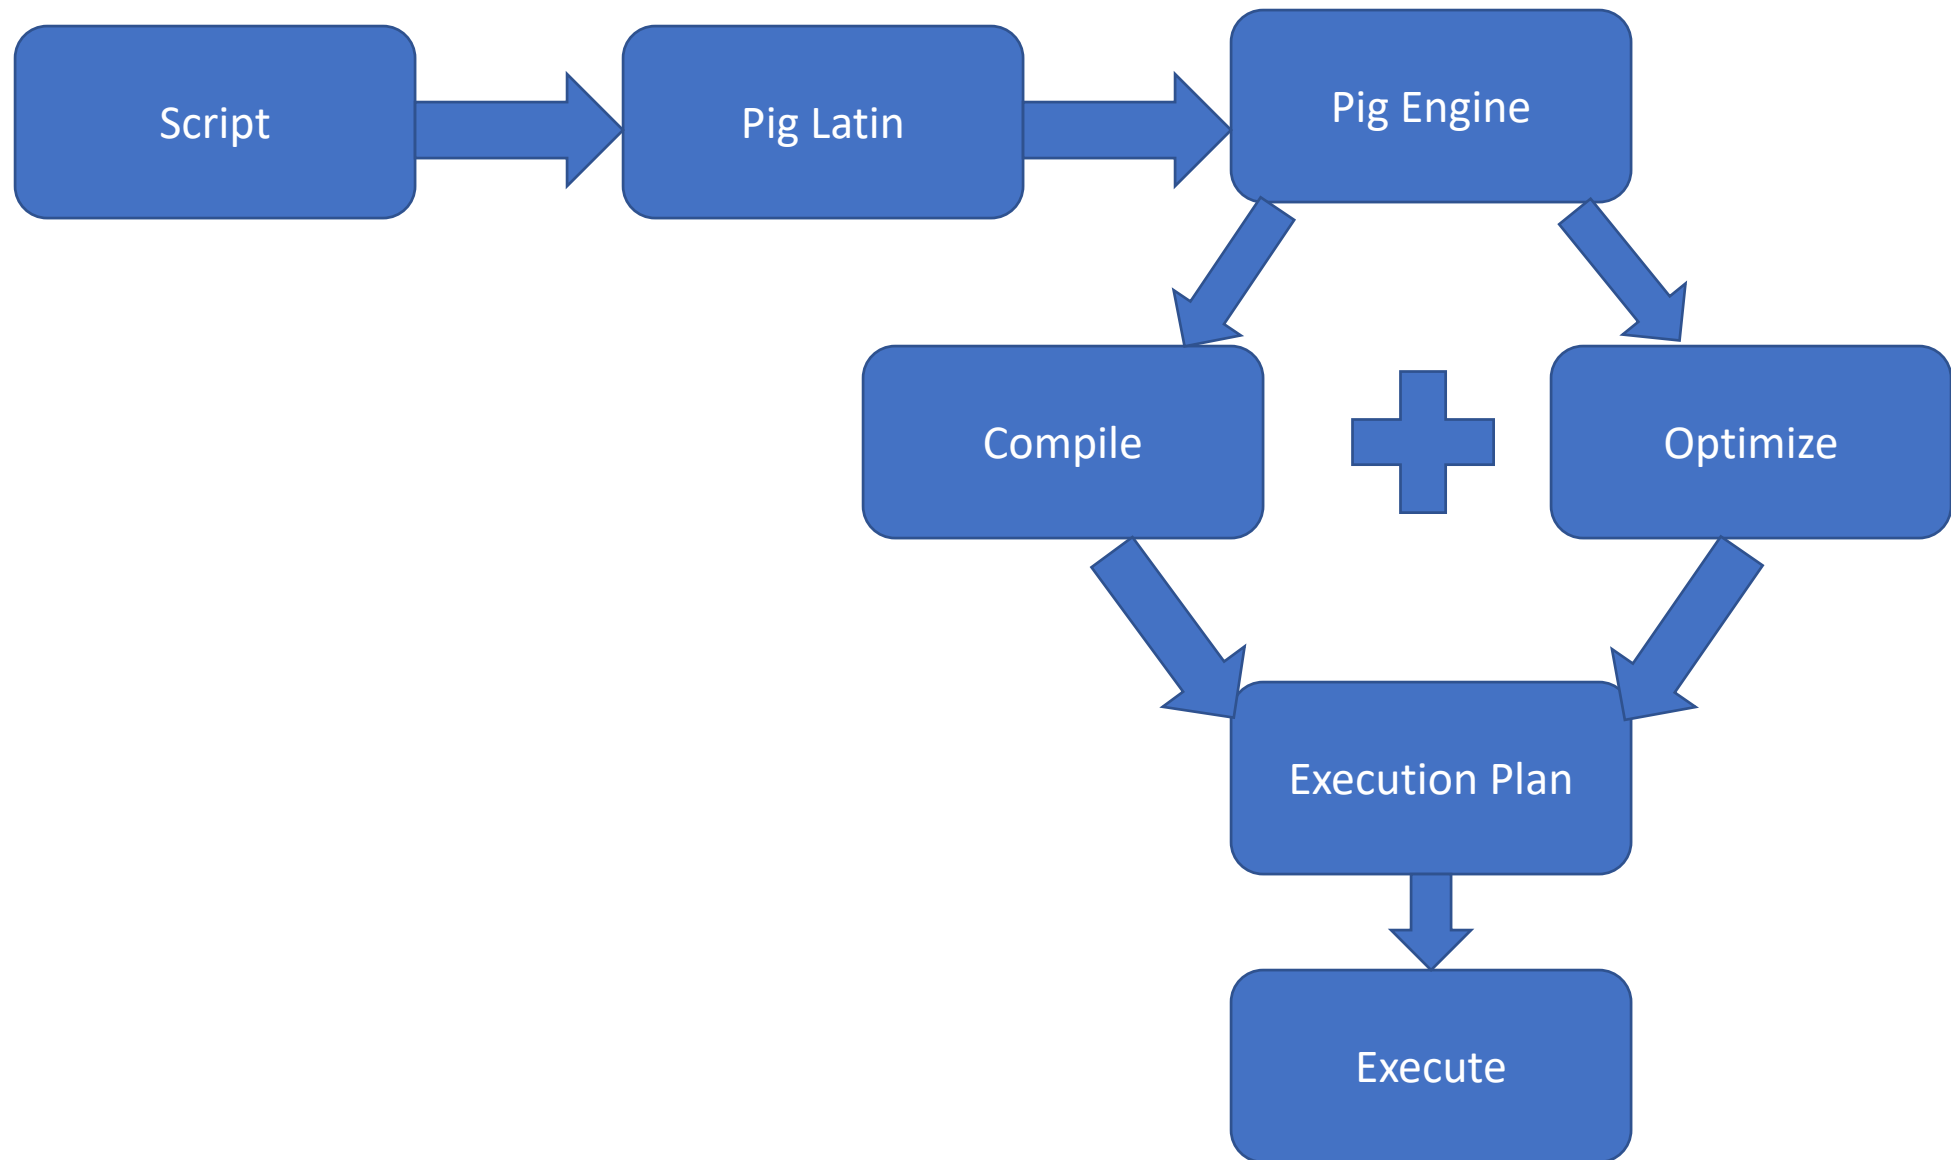 Script
Pig Latin
Pig Engine
Compile
Optimize
Execution Plan
Execute